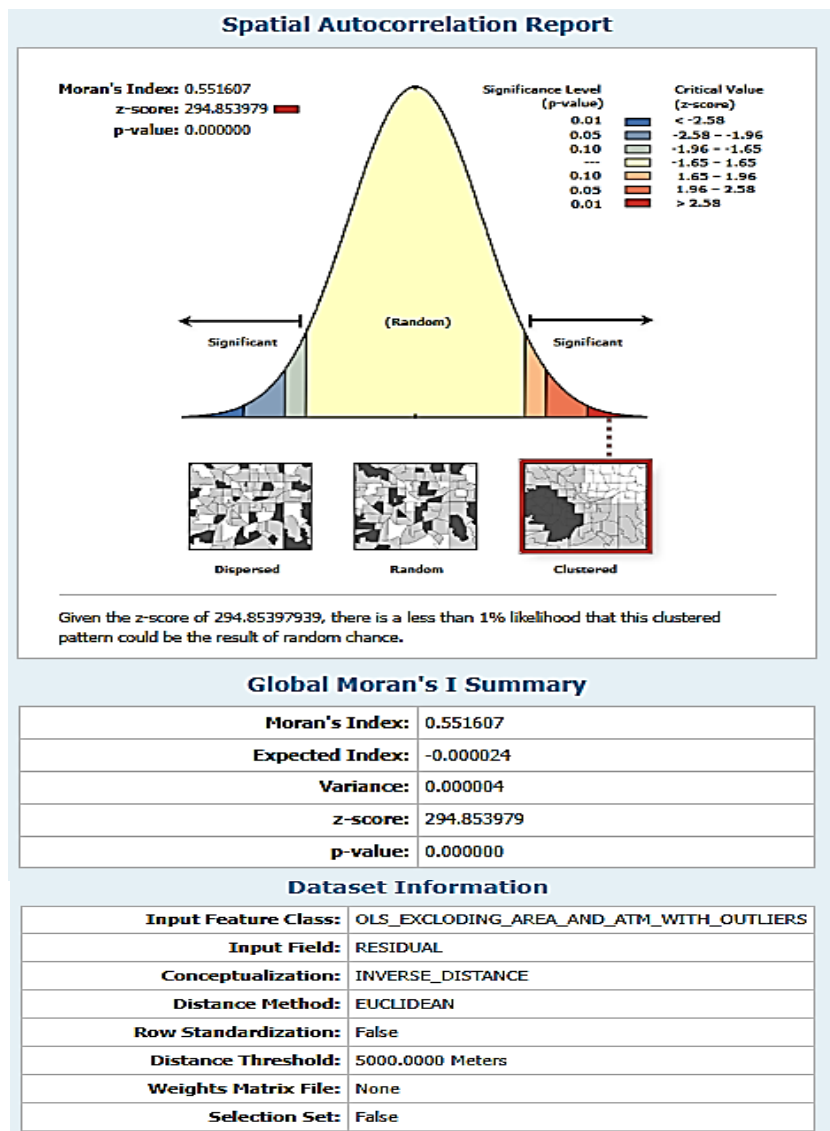 Spatial Autocorrelation Report
Moran's Index: 0.551607
z-score: 294.853979
p-value: 0.000000
Significance Level (p-value)
Critical Value (z-score)
0.01 < -2.58
0.05 -2.58 - -1.96
0.10 -1.96 - -1.65
--- -1.65 - 1.65
0.10 1.65 - 1.96
0.05 1.96 - 2.58
0.01 > 2.58
(Random)
Significant
Significant
Dispersed
Random
Clustered
Given the z-score of 294.85397939, there is a less than 1% likelihood that this clustered
pattern could be the result of random chance.
Global Moran's I Summary
Moran's Index: 0.551607
Expected Index: -0.000024
Variance: 0.000004
z-score: 294.853979
p-value: 0.000000
Dataset Information
Input Feature Class: OLS_EXCLODING_AREA_AND_ATM_WITH_OUTLIERS
Input Field: RESIDUAL
Conceptualization: INVERSE_DISTANCE
Distance Method: EUCLIDEAN
Row Standardization: False
Distance Threshold: 5000.0000 Meters
Weights Matrix File: None
Selection Set: False